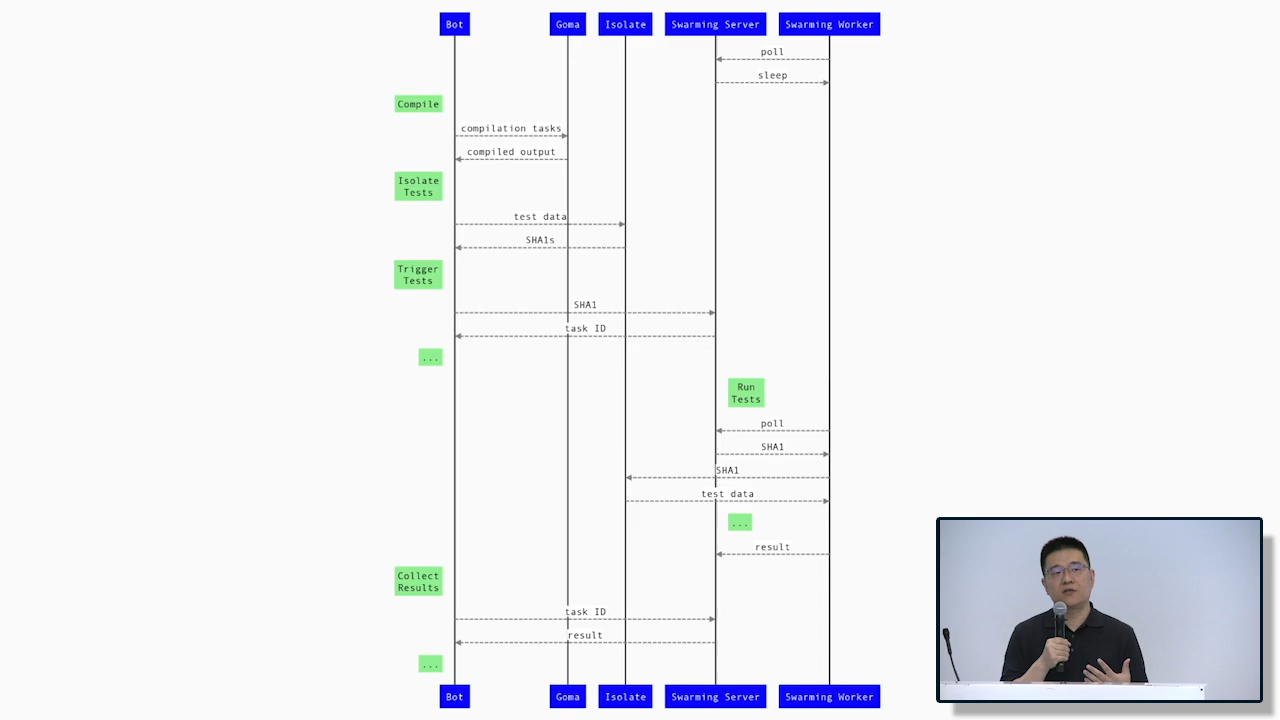 Bot
Goma
Isolate
Swarming Server
Swarming Worker
poll
sleep
Compile
compilation tasks
compiled output
Isolate
Tests
test data
SHA1s
Trigger
Tests
SHA1
task ID
...
Run
Tests
poll
SHA1
SHA1
test data
...
result
Collect
Results
task ID
result
...
Bot
Goma
Isolate
Swarming Server
Swarming Worker